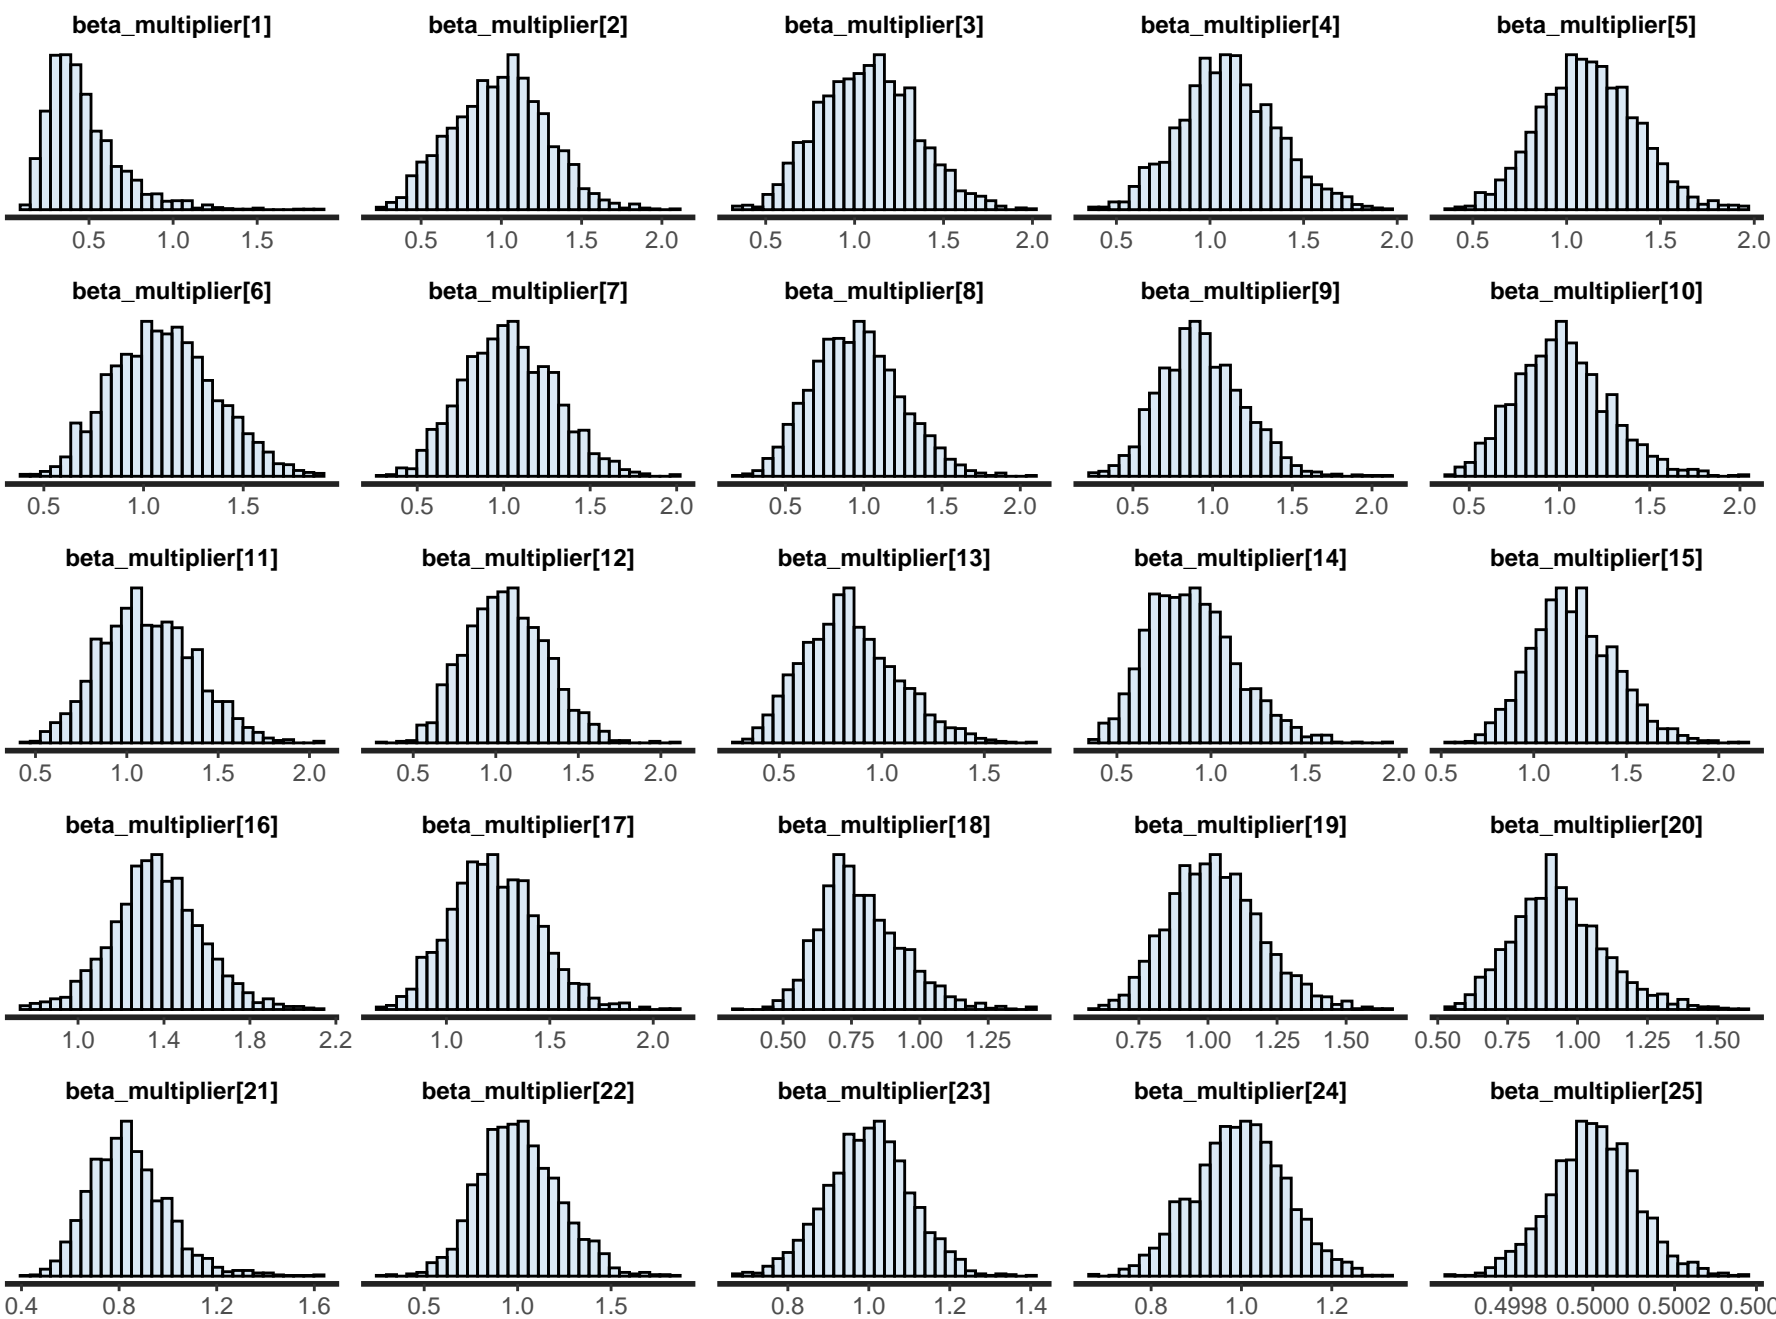 beta_multiplier[1] beta_multiplier[2] beta_multiplier[3] beta_multiplier[4] beta_multiplier[5]
0.5 1.0 1.5 0.5 1.0 1.5 2.0 0.5 1.0 1.5 2.0 0.5 1.0 1.5 2.0 0.5 1.0 1.5 2.0
beta_multiplier[6] beta_multiplier[7] beta_multiplier[8] beta_multiplier[9] beta_multiplier[10]
0.5 1.0 1.5 0.5 1.0 1.5 2.0 0.5 1.0 1.5 2.0 0.5 1.0 1.5 2.0 0.5 1.0 1.5 2.0
beta_multiplier[11] beta_multiplier[12] beta_multiplier[13] beta_multiplier[14] beta_multiplier[15]
0.5 1.0 1.5 2.0 0.5 1.0 1.5 2.0 0.5 1.0 1.5 0.5 1.0 1.5 2.0 0.5 1.0 1.5 2.0
beta_multiplier[16] beta_multiplier[17] beta_multiplier[18] beta_multiplier[19] beta_multiplier[20]
1.0 1.4 1.8 2.2 1.0 1.5 2.0 0.50 0.75 1.00 1.25 0.75 1.00 1.25 1.50 0.50 0.75 1.00 1.25 1.50
beta_multiplier[21] beta_multiplier[22] beta_multiplier[23] beta_multiplier[24] beta_multiplier[25]
0.4 0.8 1.2 1.6 0.5 1.0 1.5 0.8 1.0 1.2 1.4 0.8 1.0 1.2 0.4998 0.5000 0.5002